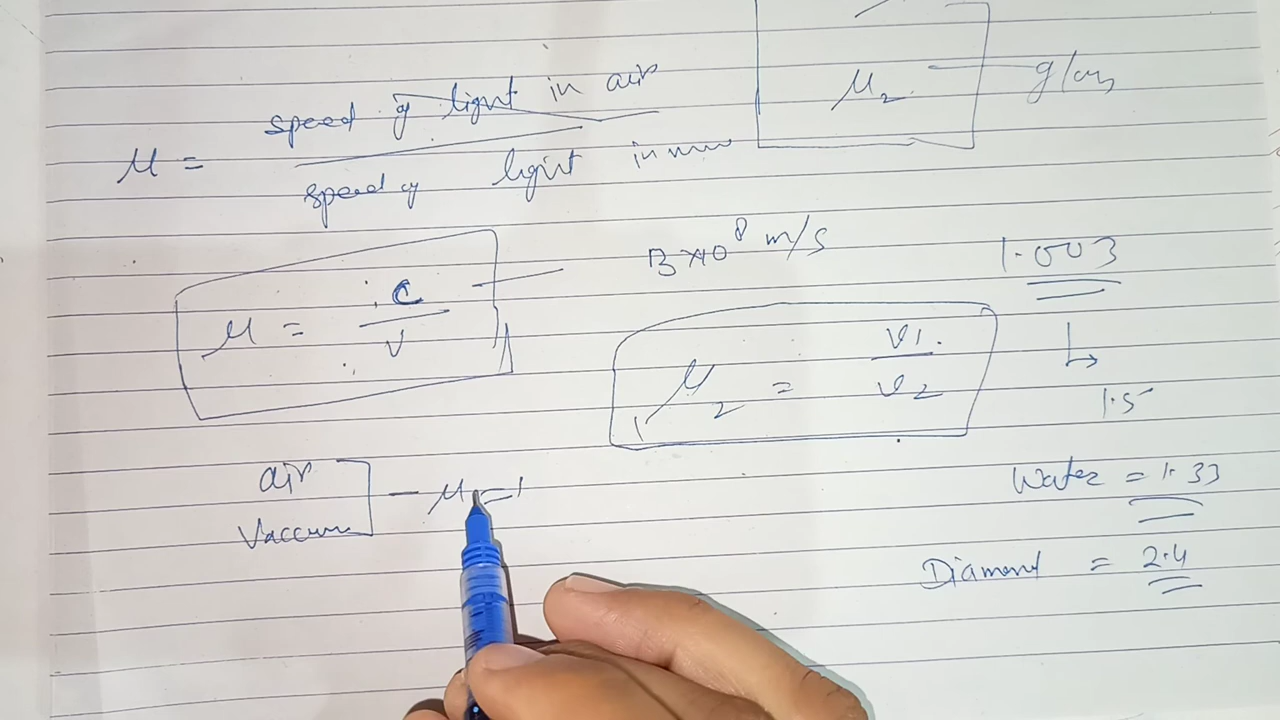 speed of light in air
μ =
speed of light in
μ₂ glass
μ = c/v
3×10⁸ m/s
1.003
1.5
₁μ₂ = v1/v2
air
Vaccum
— μ = 1
Water = 1.33
Diamond = 2.4